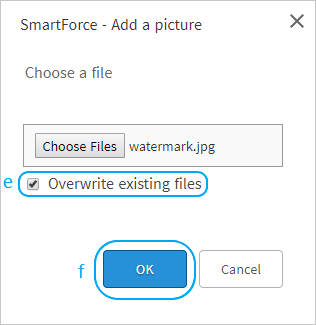 SmartForce - Add a picture
Choose a file
Choose Files watermark.jpg
e Overwrite existing files
f OK Cancel